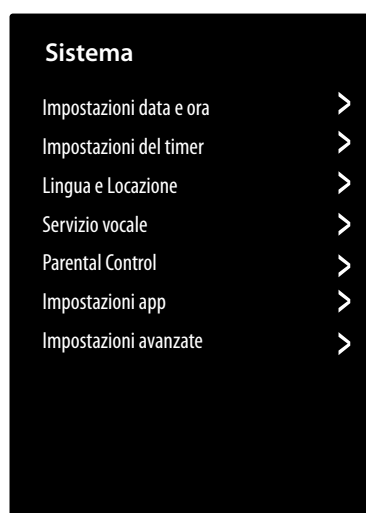 Sistema
Impostazioni data e ora >
Impostazioni del timer >
Lingua e Locazione >
Servizio vocale >
Parental Control >
Impostazioni app >
Impostazioni avanzate >